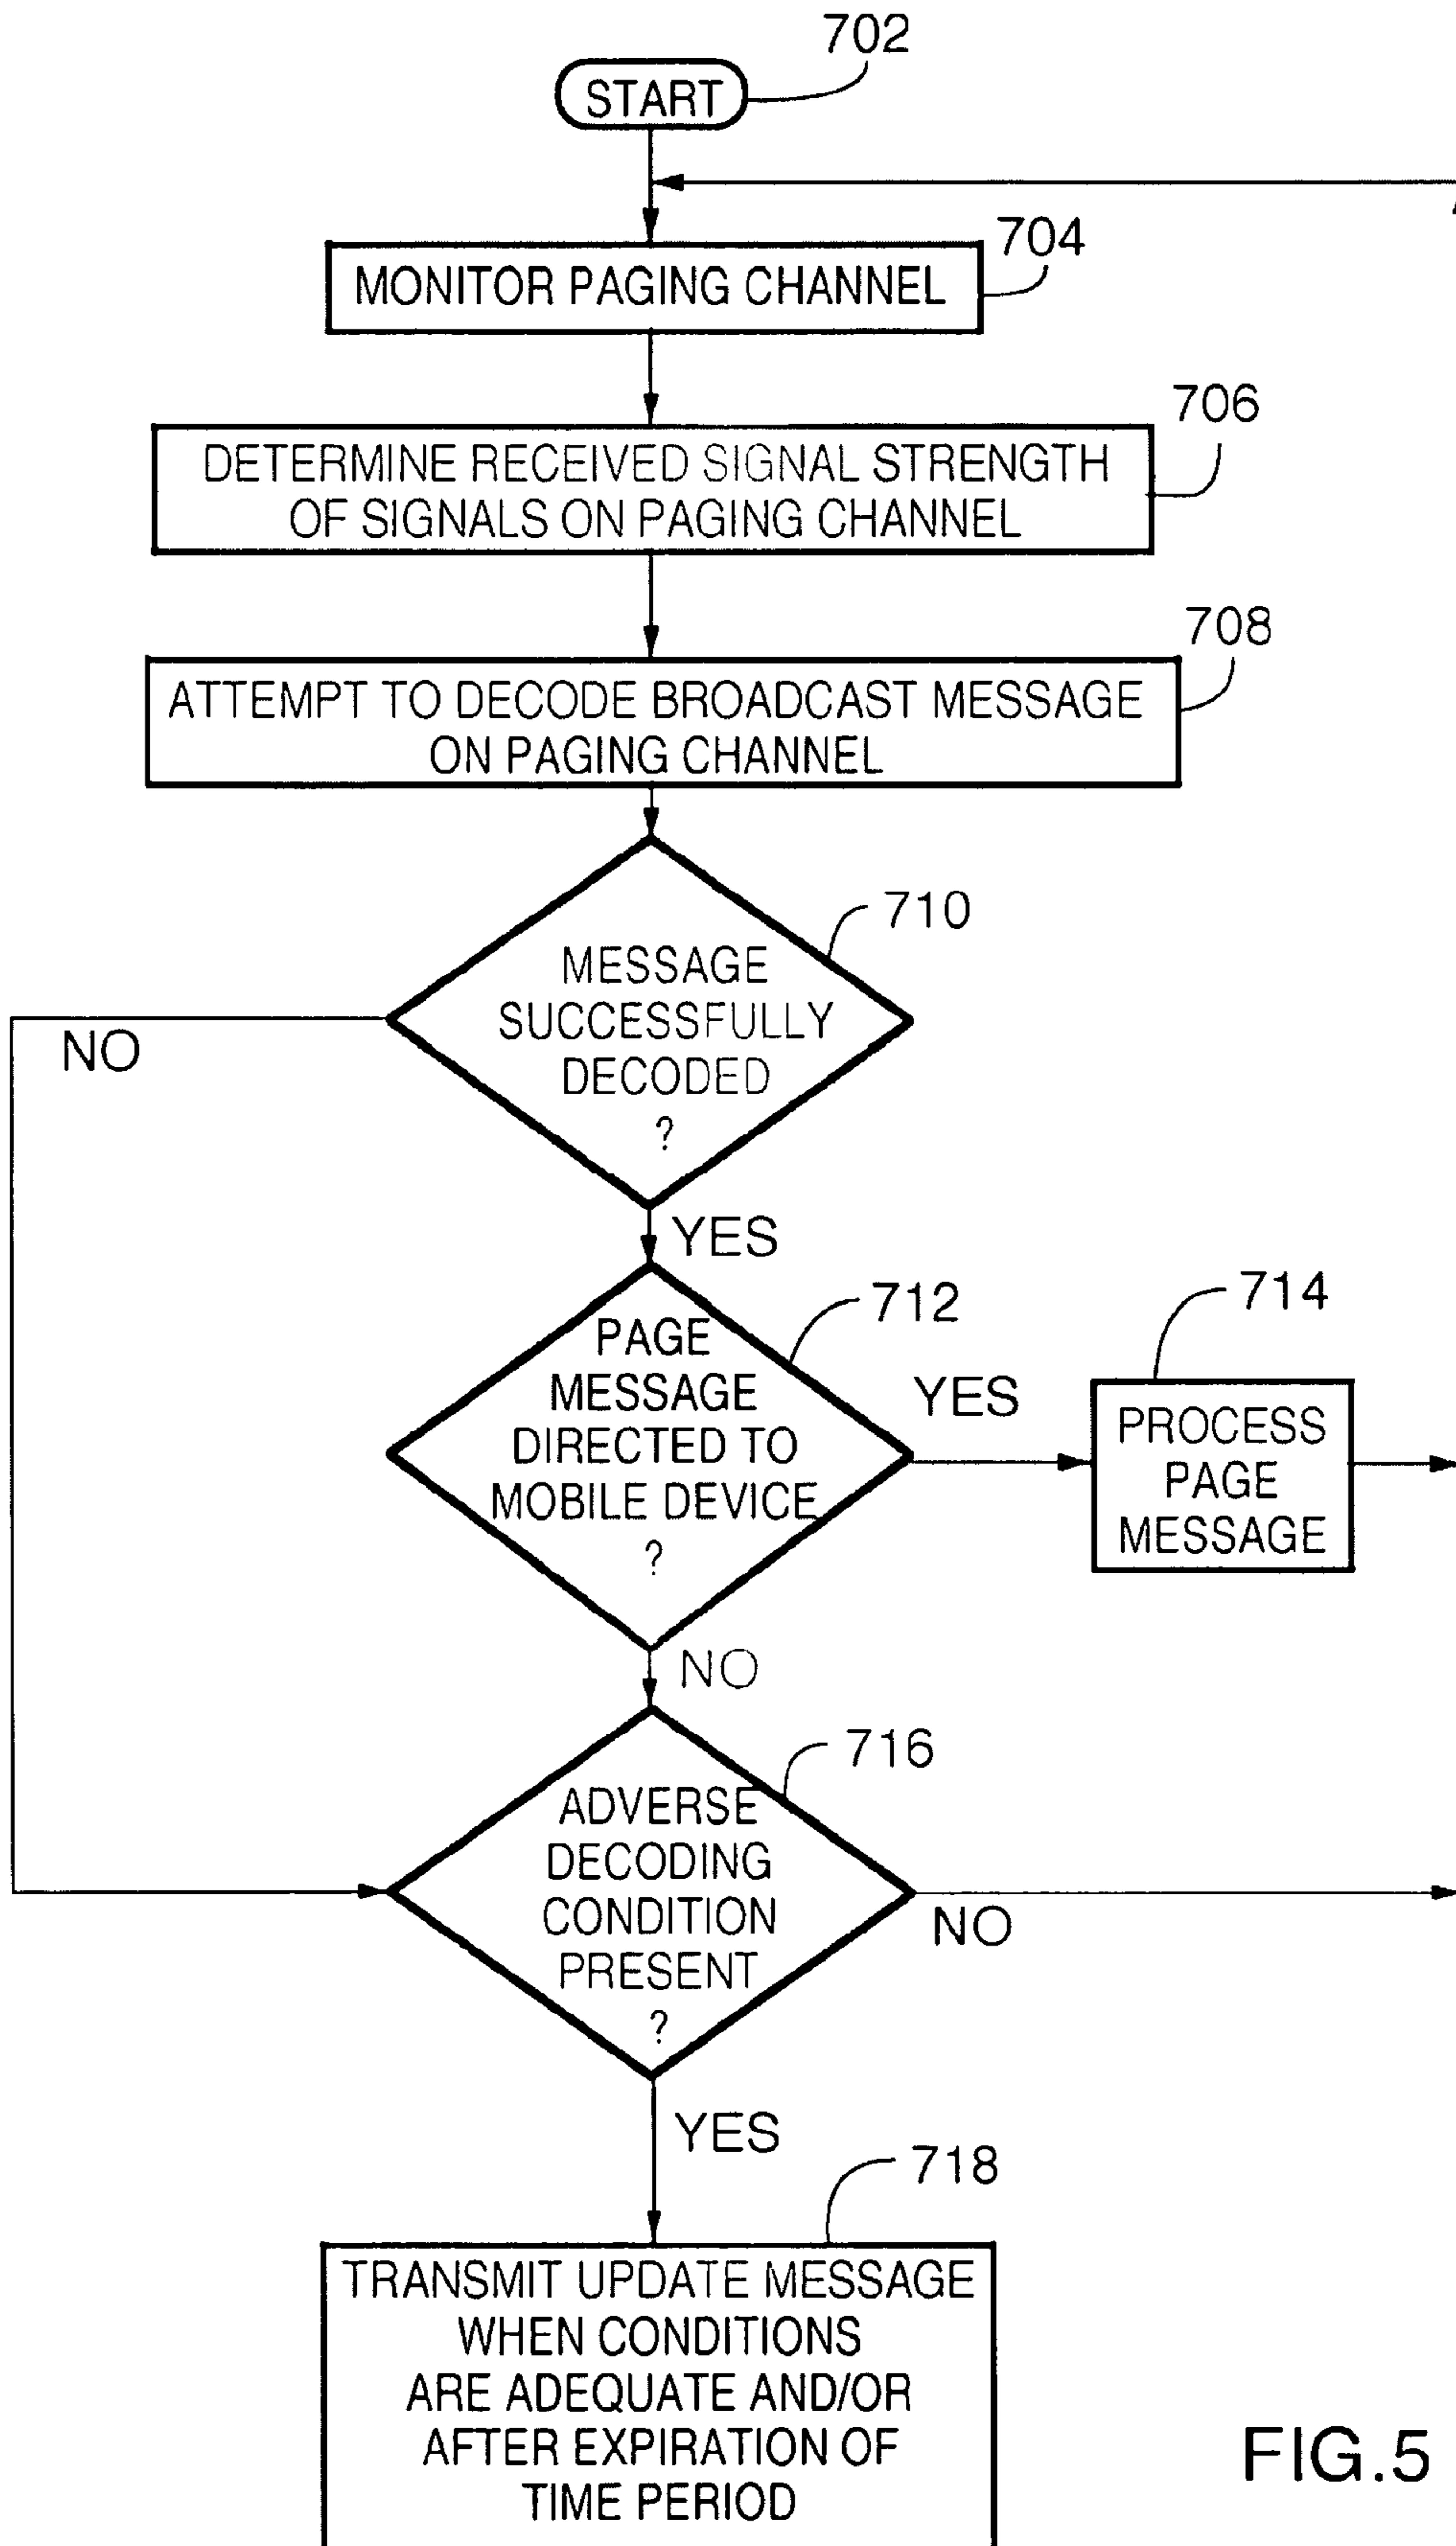 702
START
704
MONITOR PAGING CHANNEL
706
DETERMINE RECEIVED SIGNAL STRENGTH
OF SIGNALS ON PAGING CHANNEL
708
ATTEMPT TO DECODE BROADCAST MESSAGE
ON PAGING CHANNEL
710
MESSAGE
SUCCESSFULLY
DECODED
?
NO
YES
712
PAGE
MESSAGE
DIRECTED TO
MOBILE DEVICE
?
YES
714
PROCESS
PAGE
MESSAGE
NO
716
ADVERSE
DECODING
CONDITION
PRESENT
?
NO
YES
718
TRANSMIT UPDATE MESSAGE
WHEN CONDITIONS
ARE ADEQUATE AND/OR
AFTER EXPIRATION OF
TIME PERIOD
FIG.5